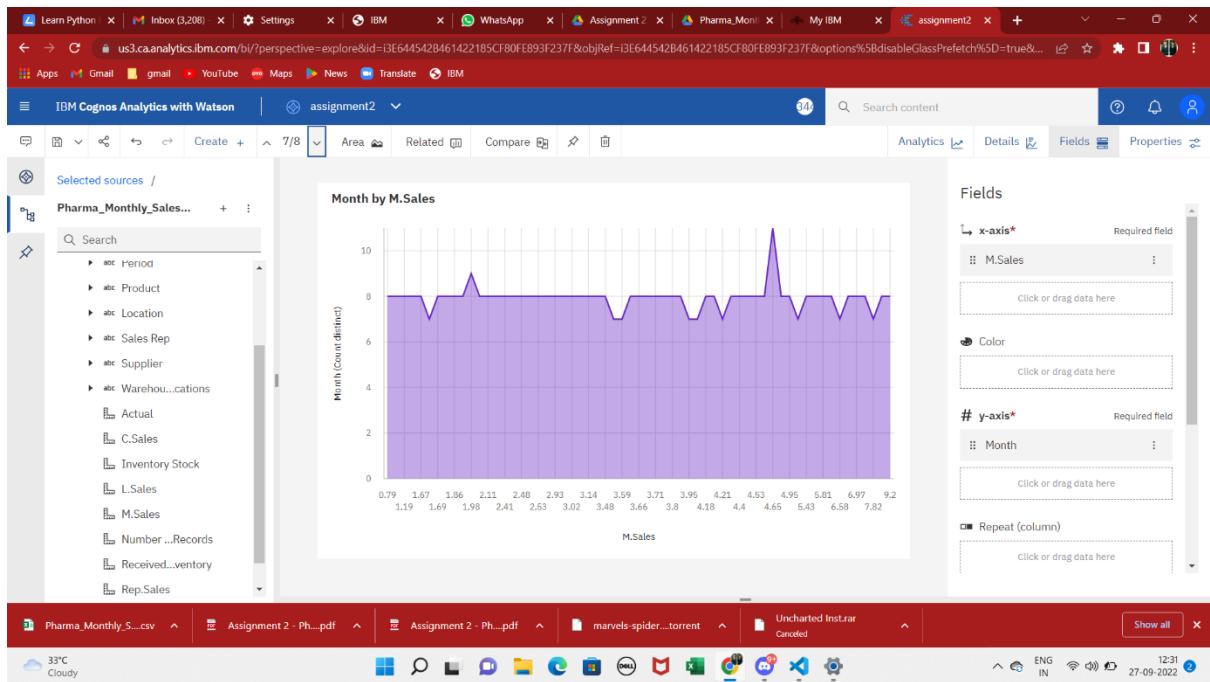 Learn Python
Inbox (3,208) -
Settings
IBM
WhatsApp
Assignment 2
Pharma_Mont
My IBM
assignment2
us3.ca.analytics.ibm.com/bi/?perspective=explore&id=i3E644542B461422185CF80FE893F237F&objRef=i3E644542B461422185CF80FE893F237F&options%5BdisableGlassPrefetch%5D=true&...
Apps Gmail gmail YouTube Maps News Translate IBM
IBM Cognos Analytics with Watson
assignment2
Search content
Create + 7/8 Area Related Compare
Analytics Details Fields Properties
Selected sources /
Pharma_Monthly_Sales...
Search
Period
Product
Location
Sales Rep
Supplier
Warehou...cations
Actual
C.Sales
Inventory Stock
L.Sales
M.Sales
Number ...Records
Received...ventory
Rep.Sales
Month by M.Sales
Month (Count distinct)
10
8
6
4
2
0
0.79 1.67 1.86 2.11 2.40 2.93 3.14 3.59 3.71 3.95 4.21 4.53 4.95 5.81 6.97 9.2
1.19 1.69 1.98 2.41 2.53 3.02 3.48 3.66 3.8 4.18 4.4 4.65 5.43 6.58 7.82
M.Sales
Fields
x-axis* Required field
M.Sales
Click or drag data here
Color
Click or drag data here
# y-axis* Required field
Month
Click or drag data here
Repeat (column)
Click or drag data here
Pharma_Monthly_S....csv
Assignment 2 - Ph....pdf
Assignment 2 - Ph....pdf
marvels-spider....torrent
Uncharted Inst.rar
Canceled
Show all
33°C
Cloudy
DELL
ENG
IN
12:31
27-09-2022
2